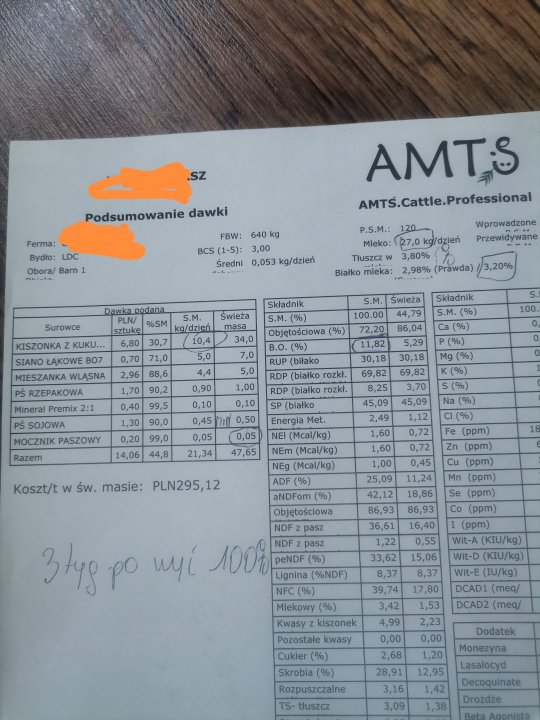 SZ
AMTS
Podsumowanie dawki
AMTS.Cattle.Professional
Ferma:
Bydło: LDC
Obora/ Barn 1
FBW: 640 kg
BCS (1-5): 3,00
Średni 0,053 kg/dzień
P.S.M.: 120
Mleko: 27,0 kg/dzień
Tłuszcz w 3,80%
Białko mleka: 2,98% (Prawda) 3,20%
Wprowadzone
Przewidywane
Dawka podana
Surowce PLN/sztukę %SM S.M. kg/dzień Świeża masa
KISZONKA Z KUKU... 6,80 30,7 10,4 34,0
SIANO ŁĄKOWE BO7 0,70 71,0 5,0 7,0
MIESZANKA WŁASNA 2,96 88,6 4,4 5,0
PŚ RZEPAKOWA 1,70 90,2 0,90 1,00
Mineral Premix 2:1 0,40 99,5 0,10 0,10
PŚ SOJOWA 1,30 90,0 0,45 0,50
MOCZNIK PASZOWY 0,20 99,0 0,05 0,05
Razem 14,06 44,8 21,34 47,65
Koszt/t w św. masie: PLN295,12
3 tyg po wyc 100%
Składnik S.M. Świeża
S.M. (%) 100.00 44,79
Objętościowa (%) 72,20 86,04
B.O. (%) 11,82 5,29
RUP (białko 30,18 30,18
RDP (białko rozkł. 69,82 69,82
RDP (białko rozkł. 8,25 3,70
SP (białko 45,09 45,09
Energia Met. 2,49 1,12
NEl (Mcal/kg) 1,60 0,72
NEm (Mcal/kg) 1,60 0,72
NEg (Mcal/kg) 1,00 0,45
ADF (%) 25,09 11,24
aNDFom (%) 42,12 18,86
Objętościowa 86,93 86,93
NDF z pasz 36,61 16,40
NDF z pasz 1,22 0,55
peNDF (%) 33,62 15,06
Lignina (%NDF) 8,37 8,37
NFC (%) 39,74 17,80
Mlekowy (%) 3,42 1,53
Kwasy z kiszonek 4,99 2,23
Pozostałe kwasy 0,00 0,00
Cukier (%) 2,68 1,20
Skrobia (%) 28,91 12,95
Rozpuszczalne 3,16 1,42
TS- tłuszcz 3,09 1,38
Składnik S.
S.M. (%) 100.
Ca (%) 0,
P (%) 0,
Mg (%) 0,
K (%) 1
S (%) 0
Na (%) 0
Cl (%) 0
Fe (ppm) 18
Zn (ppm) 6
Cu (ppm) 1
Mn (ppm)
Se (ppm)
Co (ppm)
I (ppm)
Wit-A (KIU/kg)
Wit-D (KIU/kg)
Wit-E (IU/kg)
DCAD1 (meq/
DCAD2 (meq/
Dodatek
Monezyna
Lasalocyd
Decoquinate
Drożdże
Beta Agonista